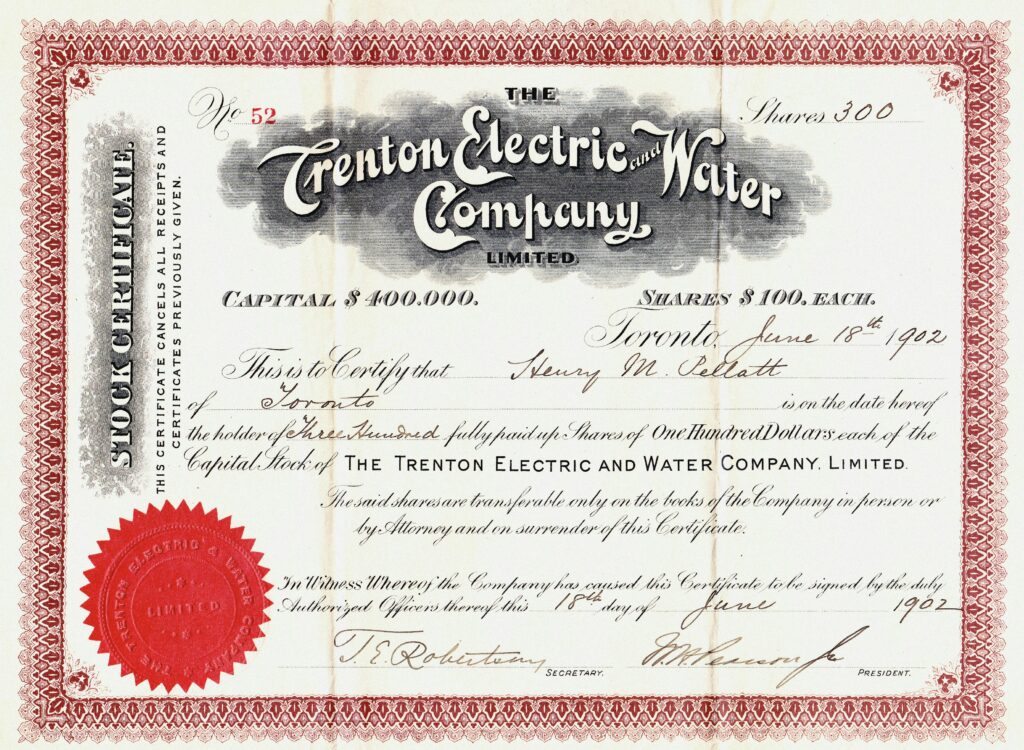 No 52
Shares 300
THE
Trenton Electric and Water
Company
LIMITED
CAPITAL $400.000.
SHARES $100. EACH.
Toronto, June 18th 1902
This is to Certify that Henry M. Pellatt
of Toronto is on the date hereof
the holder of Three Hundred fully paid up Shares of One Hundred Dollars each of the
Capital Stock of THE TRENTON ELECTRIC AND WATER COMPANY, LIMITED.
The said shares are transferable only on the books of the Company in person or
by Attorney and on surrender of this Certificate.
In Witness Whereof the Company has caused this Certificate to be signed by the duly
Authorized Officers thereof this 18th day of June 1902
T. E. Robertson
SECRETARY.
W. H. Pearson Jr
PRESIDENT.
STOCK CERTIFICATE.
THIS CERTIFICATE CANCELS ALL RECEIPTS AND
CERTIFICATES PREVIOUSLY GIVEN.
THE TRENTON ELECTRIC & WATER COMPANY
LIMITED